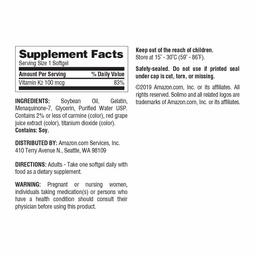 Supplement Facts
Serving Size 1 Softgel
Amount Per Serving % Daily Value
Vitamin K2 100 mcg 83%
INGREDIENTS: Soybean Oil, Gelatin,
Menaquinone-7, Glycerin, Purified Water USP.
Contains 2% or less of carmine (color), red grape
juice extract (color), titanium dioxide (color).
Contains: Soy.
DISTRIBUTED BY: Amazon.com Services, Inc.
410 Terry Avenue N., Seattle, WA 98109
DIRECTIONS: Adults - Take one softgel daily with
food as a dietary supplement.
WARNING: Pregnant or nursing women,
individuals taking medication(s) or persons who
have a health condition should consult their
physician before using this product.
Keep out of the reach of children.
Store at 15˚ - 30˚C (59˚ - 86˚F).
Safety-sealed. Do not use if printed seal
under cap is cut, torn, or missing.
©2019 Amazon.com, Inc. or its affiliates. All
rights reserved. Solimo and all related logos are
trademarks of Amazon.com, Inc. or its affiliates.